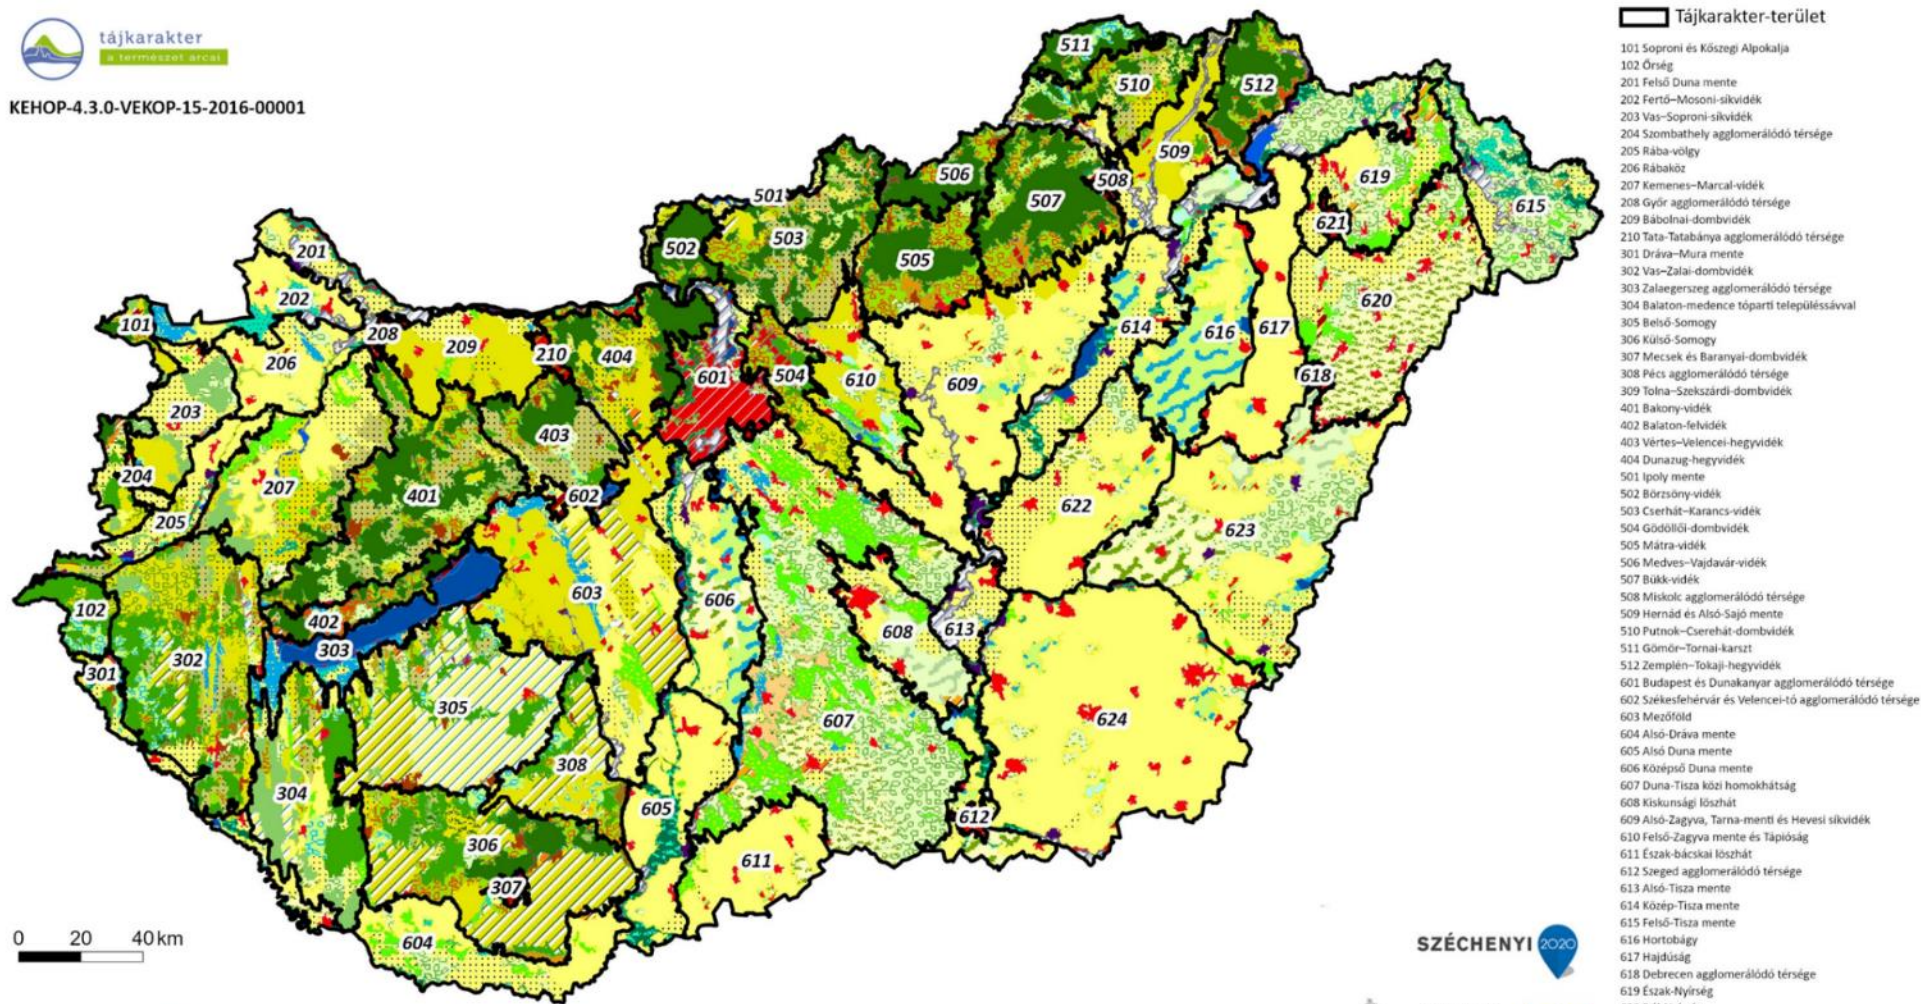 tájkarakter
a természet arcai
KEHOP-4.3.0-VEKOP-15-2016-00001
Tájkarakter-terület
101 Soproni és Kőszegi Alpokalja
102 Őrség
201 Felső Duna mente
202 Fertő–Mosoni-síkvidék
203 Vas–Soproni-síkvidék
204 Szombathely agglomerálódó térsége
205 Rába-völgy
206 Rábaköz
207 Kemenes–Marcal-vidék
208 Győr agglomerálódó térsége
209 Bábolnai-dombvidék
210 Tata-Tatabánya agglomerálódó térsége
301 Dráva–Mura mente
302 Vas–Zalai-dombvidék
303 Zalaegerszeg agglomerálódó térsége
304 Balaton-medence tóparti településsávval
305 Belső-Somogy
306 Külső-Somogy
307 Mecsek és Baranyai-dombvidék
308 Pécs agglomerálódó térsége
309 Tolna–Szekszárdi-dombvidék
401 Bakony-vidék
402 Balaton-felvidék
403 Vértes–Velencei-hegyvidék
404 Dunazug-hegyvidék
501 Ipoly mente
502 Börzsöny-vidék
503 Cserhát–Karancs-vidék
504 Gödöllői-dombvidék
505 Mátra-vidék
506 Medves–Vajdavár-vidék
507 Bükk-vidék
508 Miskolc agglomerálódó térsége
509 Hernád és Alsó-Sajó mente
510 Putnok–Cserehát-dombvidék
511 Gömör–Tornai-karszt
512 Zemplén–Tokaji-hegyvidék
601 Budapest és Dunakanyar agglomerálódó térsége
602 Székesfehérvár és Velencei-tó agglomerálódó térsége
603 Mezőföld
604 Alsó-Dráva mente
605 Alsó Duna mente
606 Középső Duna mente
607 Duna-Tisza közi homokhátság
608 Kiskunsági löszhát
609 Alsó-Zagyva, Tarna-menti és Hevesi síkvidék
610 Felső-Zagyva mente és Tápióság
611 Észak-bácskai löszhát
612 Szeged agglomerálódó térsége
613 Alsó-Tisza mente
614 Közép-Tisza mente
615 Felső-Tisza mente
616 Hortobágy
617 Hajdúság
618 Debrecen agglomerálódó térsége
619 Észak-Nyírség
511
510
512
509
506
508
501
507
619
615
621
503
502
505
201
620
202
614
616
617
101
208
209
210
404
206
601
504
610
609
618
203
403
204
207
401
602
622
205
623
603
606
102
402
608
613
303
302
301
305
607
624
308
304
605
612
306
611
307
604
0 20 40 km
SZÉCHENYI 2020